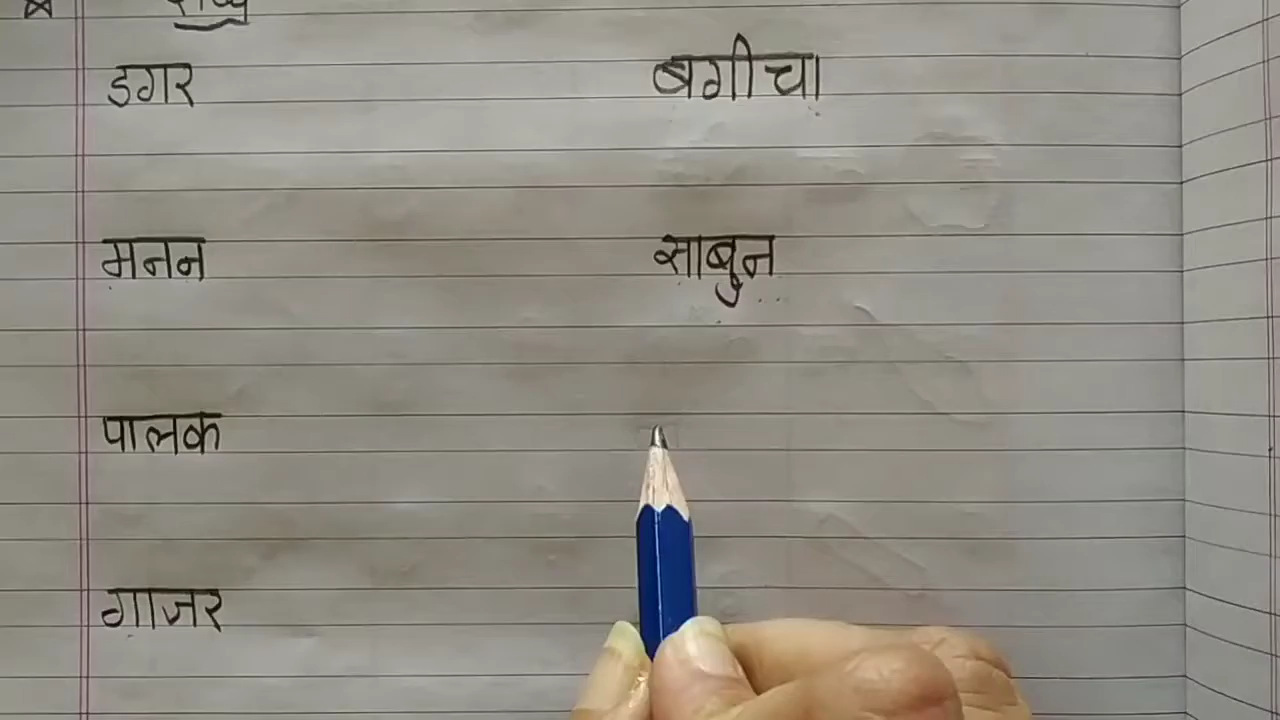 डगर बगीचा
मनन साबुन
पालक
गाजर